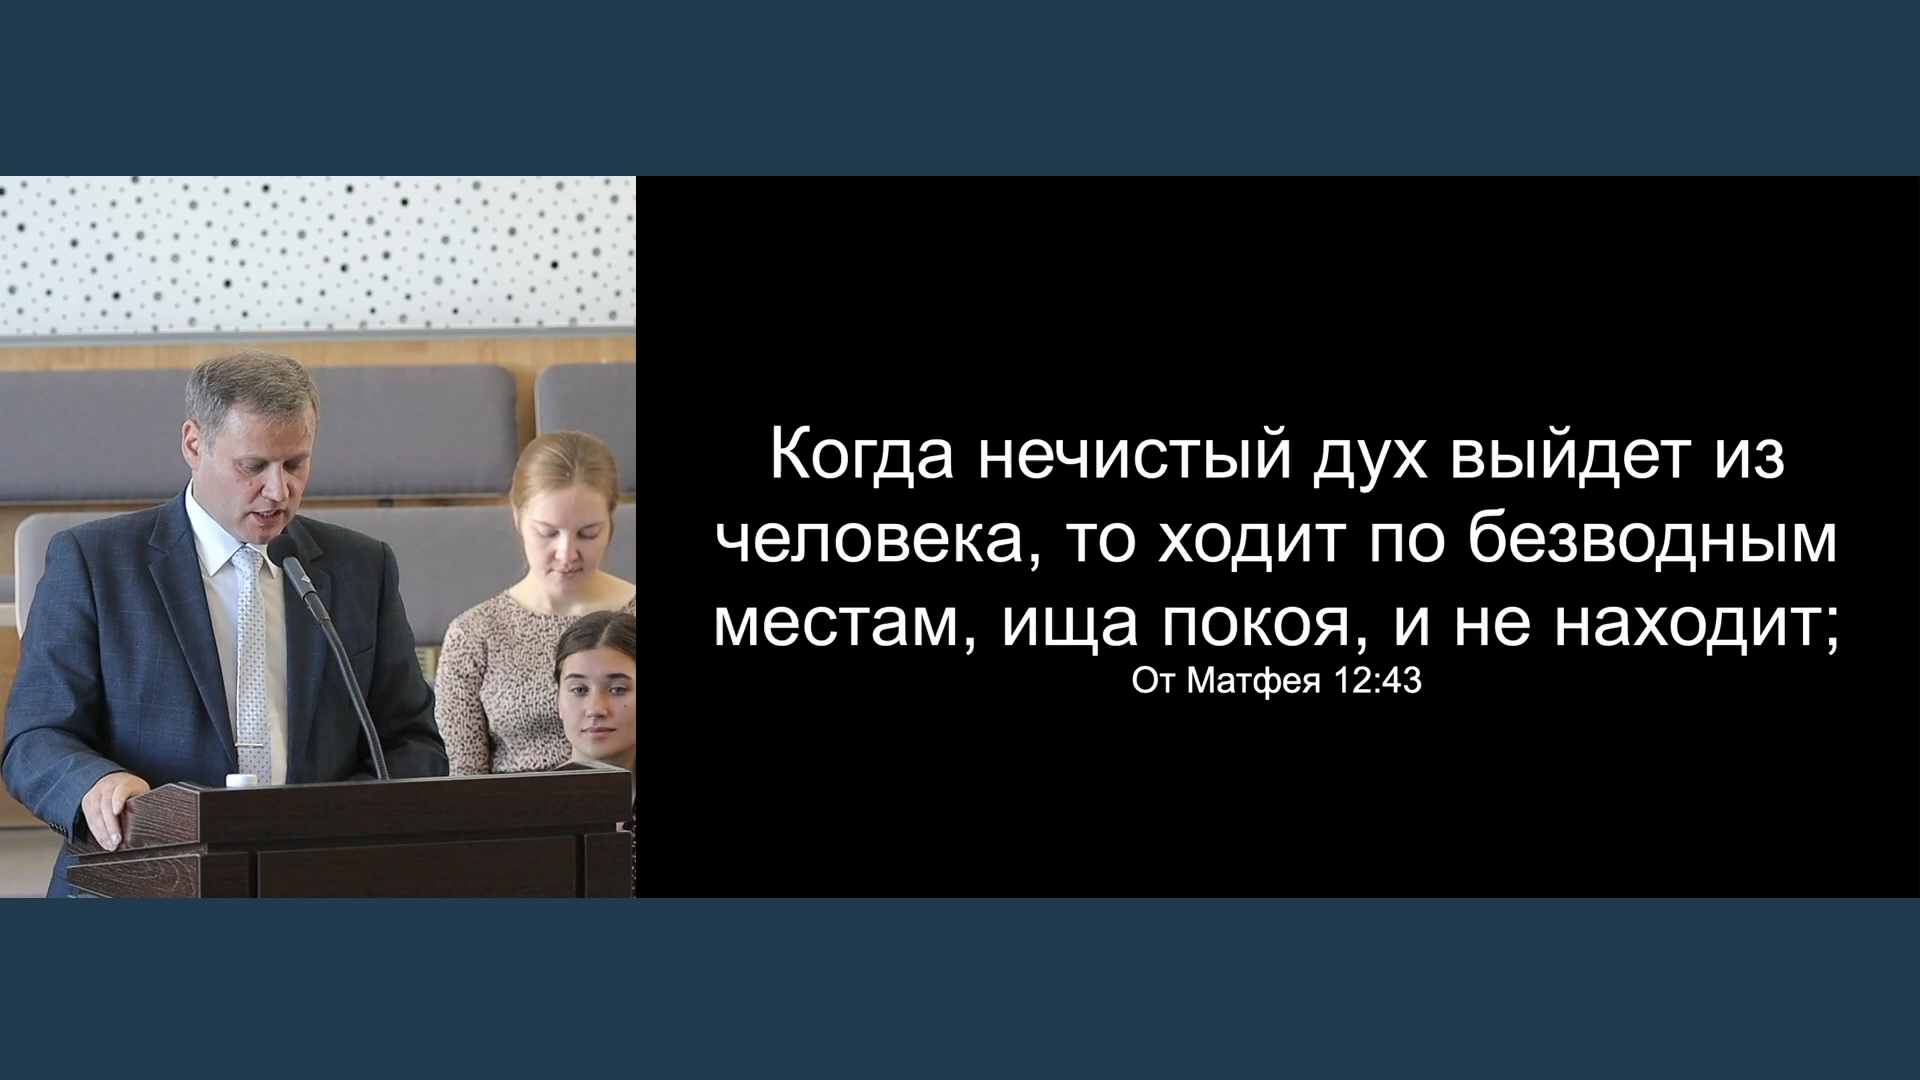 Когда нечистый дух выйдет из
человека, то ходит по безводным
местам, ища покоя, и не находит;
От Матфея 12:43